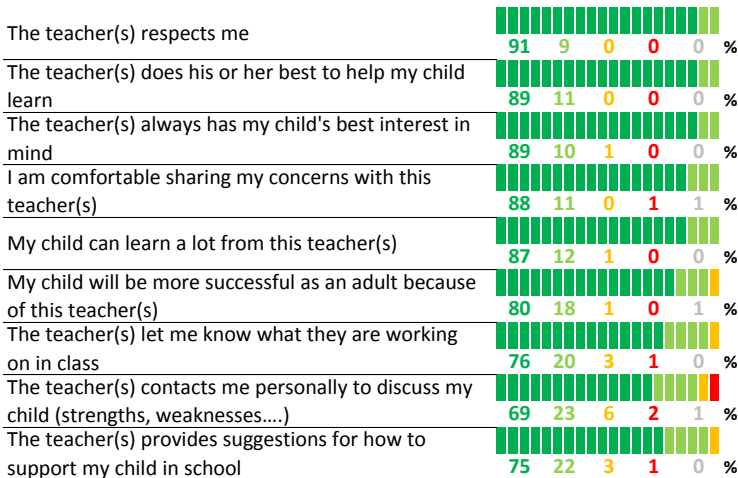 The teacher(s) respects me
91 9 0 0 0 %
The teacher(s) does his or her best to help my child
learn
89 11 0 0 0 %
The teacher(s) always has my child's best interest in
mind
89 10 1 0 0 %
I am comfortable sharing my concerns with this
teacher(s)
88 11 0 1 1 %
My child can learn a lot from this teacher(s)
87 12 1 0 0 %
My child will be more successful as an adult because
of this teacher(s)
80 18 1 0 1 %
The teacher(s) let me know what they are working
on in class
76 20 3 1 0 %
The teacher(s) contacts me personally to discuss my
child (strengths, weaknesses....)
69 23 6 2 1 %
The teacher(s) provides suggestions for how to
support my child in school
75 22 3 1 0 %